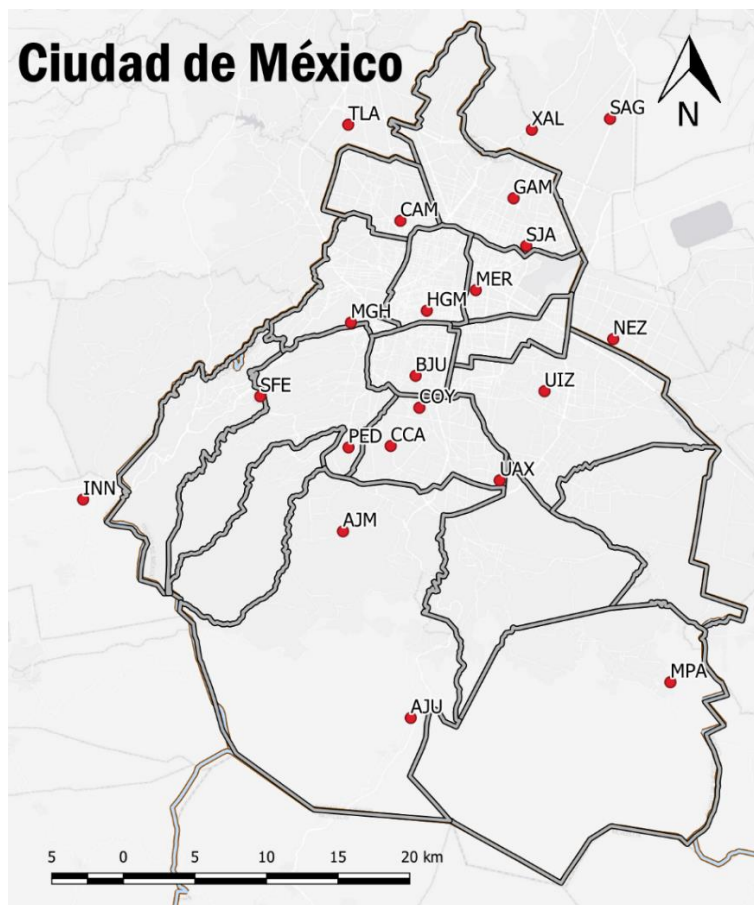 Ciudad de México
N
TLA
XAL
SAG
GAM
CAM
SJA
MER
HGM
MGH
NEZ
BJU
UIZ
SFE
COY
PED
CCA
UAX
INN
AJM
MPA
AJU
5 0 5 10 15 20 km